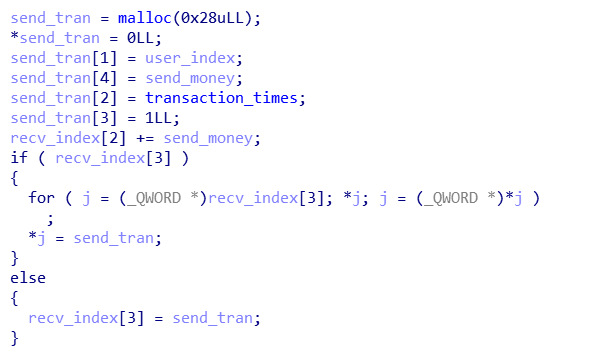 send_tran = malloc(0x28uLL);
*send_tran = 0LL;
send_tran[1] = user_index;
send_tran[4] = send_money;
send_tran[2] = transaction_times;
send_tran[3] = 1LL;
recv_index[2] += send_money;
if ( recv_index[3] )
{
  for ( j = (_QWORD *)recv_index[3]; *j; j = (_QWORD *)*j )
    ;
  *j = send_tran;
}
else
{
  recv_index[3] = send_tran;
}